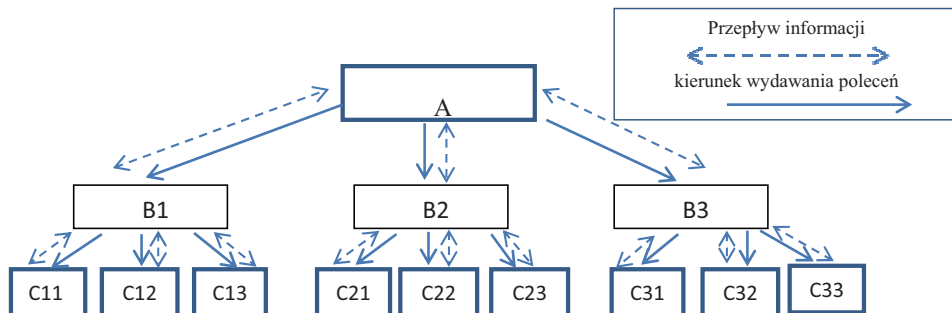 Przepływ informacji
kierunek wydawania poleceń
A
B1 B2 B3
C11 C12 C13 C21 C22 C23 C31 C32 C33